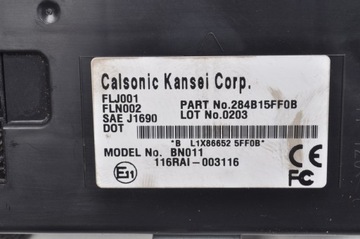 Calsonic Kansei Corp.
FLJ001
FLN002 PART No.284B15FF0B
SAE J1690 LOT No.0203
DOT
*B L1X86652 5FF0B*
MODEL No. BN011
116RAI-003116
E11 CE FC